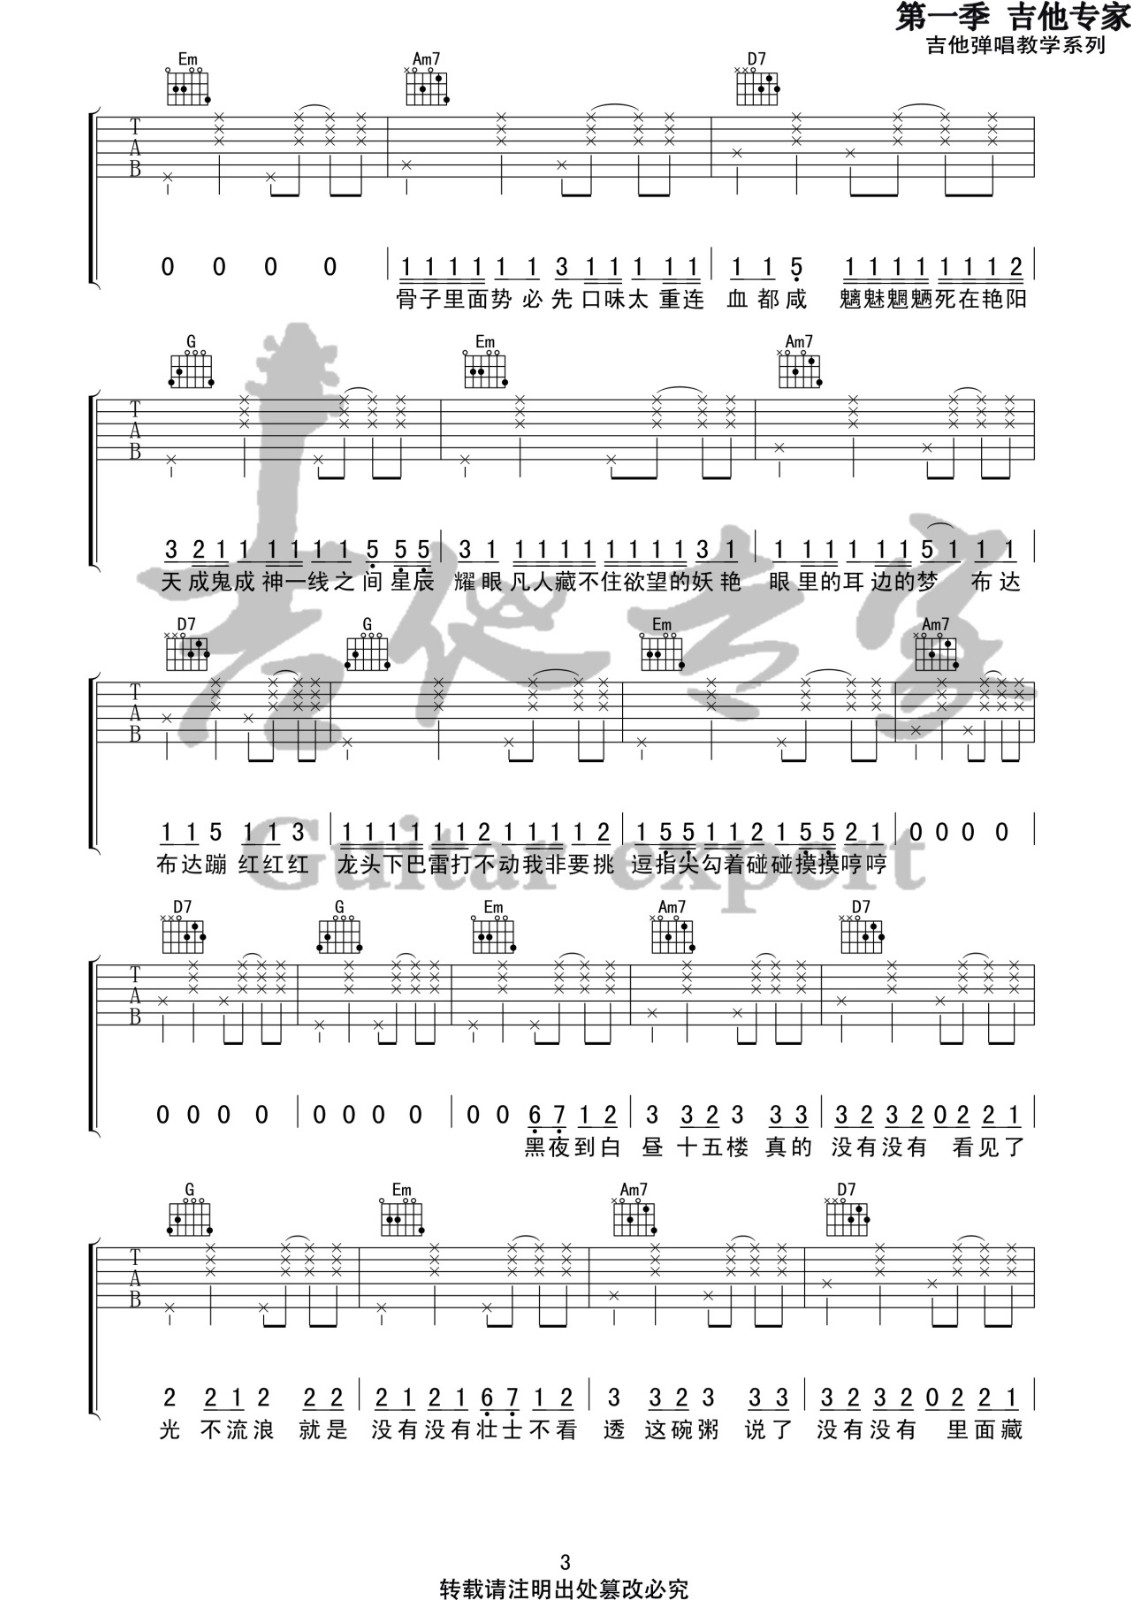 第一季 吉他专家
吉他弹唱教学系列
Em Am7 D7
T
A
B
0 0 0 0 1 1 1 1 1 1 3 1 1 1 1 1 1 1 5 1 1 1 1 1 1 1 2
骨子里面势必先口味太重连 血都咸 魑魅魍魉死在艳阳
G Em Am7
T
A
B
3 2 1 1 1 1 1 1 5 5 5 3 1 1 1 1 1 1 1 1 3 1 1 1 1 1 1 5 1 1 1
天成鬼成神一线之间星辰 耀眼凡人藏不住欲望的妖艳 眼里的耳边的梦 布达
D7 G Em Am7
T
A
B
1 1 5 1 1 3 1 1 1 1 1 2 1 1 1 1 2 1 5 5 1 1 2 1 5 5 2 1 0 0 0 0
布达蹦 红红红 龙头下巴雷打不动我非要挑 逗指尖勾着碰碰摸摸哼哼
Guitar expert
D7 G Em Am7 D7
T
A
B
0 0 0 0 0 0 0 0 0 0 6 7 1 2 3 3 2 3 3 3 3 2 3 2 0 2 2 1
黑夜到白 昼 十五楼 真的 没有没有 看见了
G Em Am7 D7
T
A
B
2 2 1 2 2 2 2 1 2 1 6 7 1 2 3 3 2 3 3 3 3 2 3 2 0 2 2 1
光 不流浪 就是 没有没有壮士不看 透 这碗粥 说了 没有没有 里面藏
3
转载请注明出处篡改必究